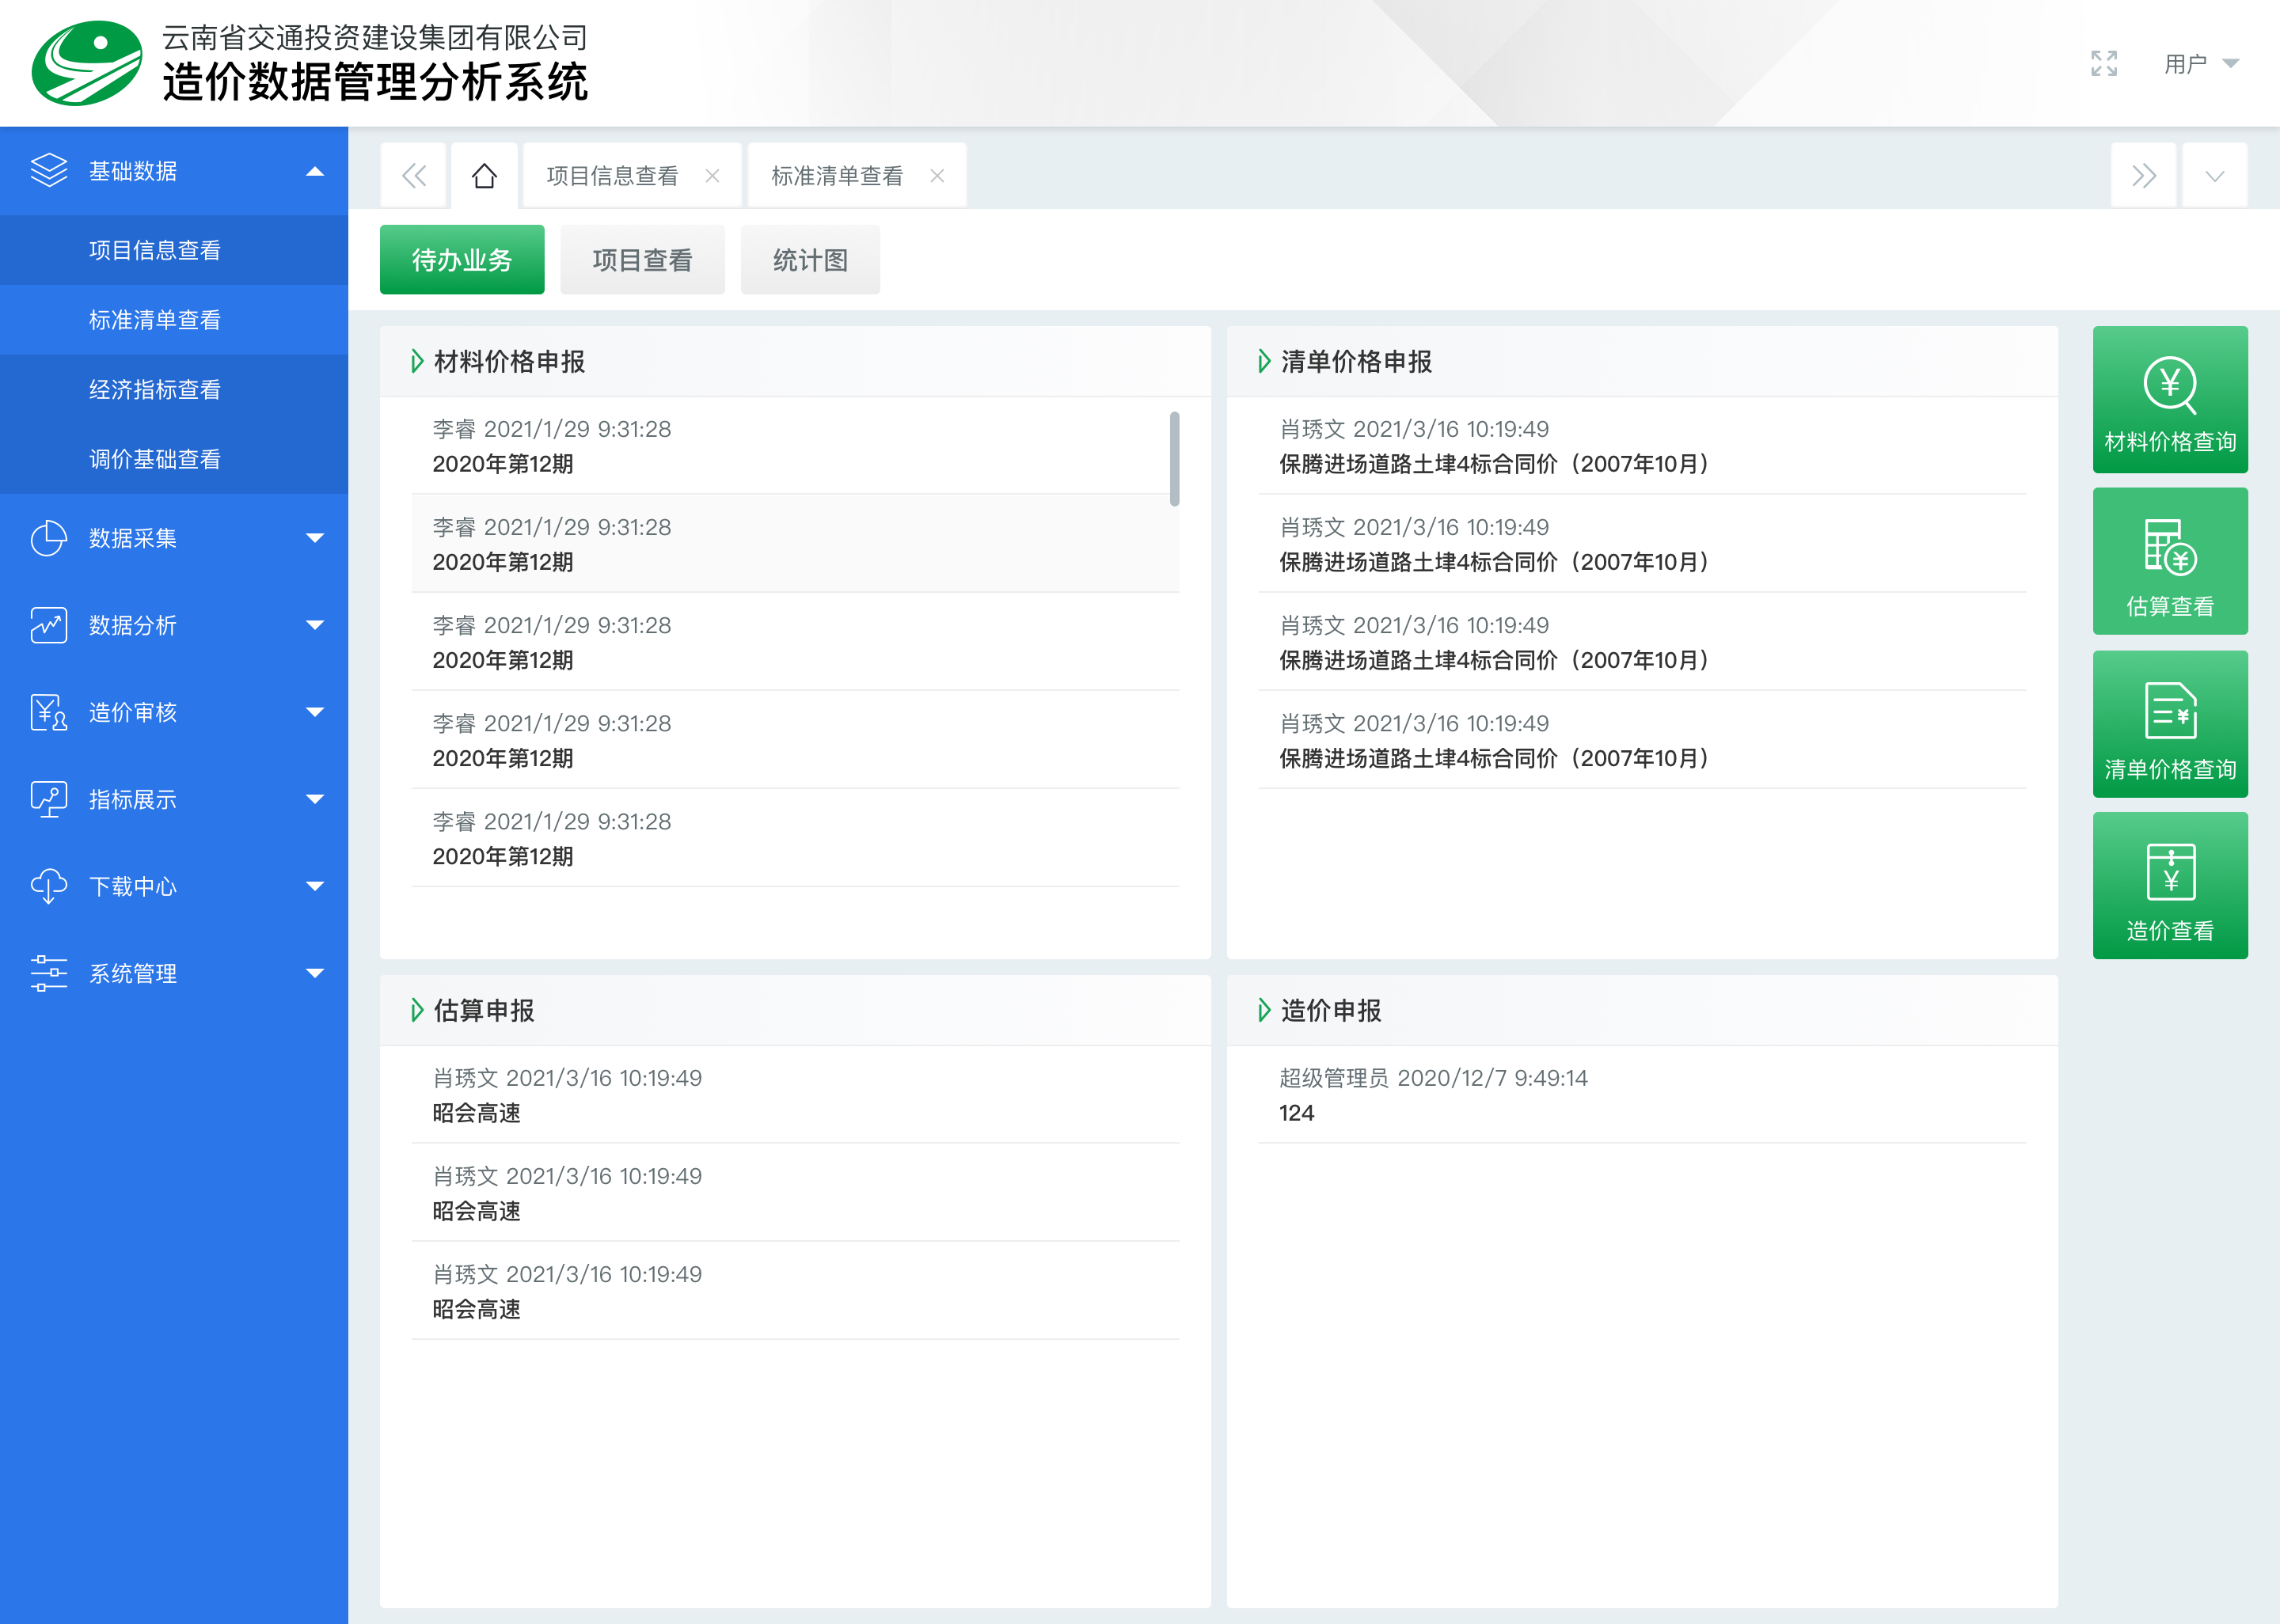 云南省交通投资建设集团有限公司
造价数据管理分析系统
用户
基础数据
项目信息查看
标准清单查看
经济指标查看
调价基础查看
数据采集
数据分析
造价审核
指标展示
下载中心
系统管理
项目信息查看
标准清单查看
待办业务
项目查看
统计图
材料价格申报
李睿 2021/1/29 9:31:28
2020年第12期
李睿 2021/1/29 9:31:28
2020年第12期
李睿 2021/1/29 9:31:28
2020年第12期
李睿 2021/1/29 9:31:28
2020年第12期
李睿 2021/1/29 9:31:28
2020年第12期
清单价格申报
肖琇文 2021/3/16 10:19:49
保腾进场道路土建4标合同价（2007年10月）
肖琇文 2021/3/16 10:19:49
保腾进场道路土建4标合同价（2007年10月）
肖琇文 2021/3/16 10:19:49
保腾进场道路土建4标合同价（2007年10月）
肖琇文 2021/3/16 10:19:49
保腾进场道路土建4标合同价（2007年10月）
材料价格查询
估算查看
清单价格查询
造价查看
估算申报
肖琇文 2021/3/16 10:19:49
昭会高速
肖琇文 2021/3/16 10:19:49
昭会高速
肖琇文 2021/3/16 10:19:49
昭会高速
造价申报
超级管理员 2020/12/7 9:49:14
124